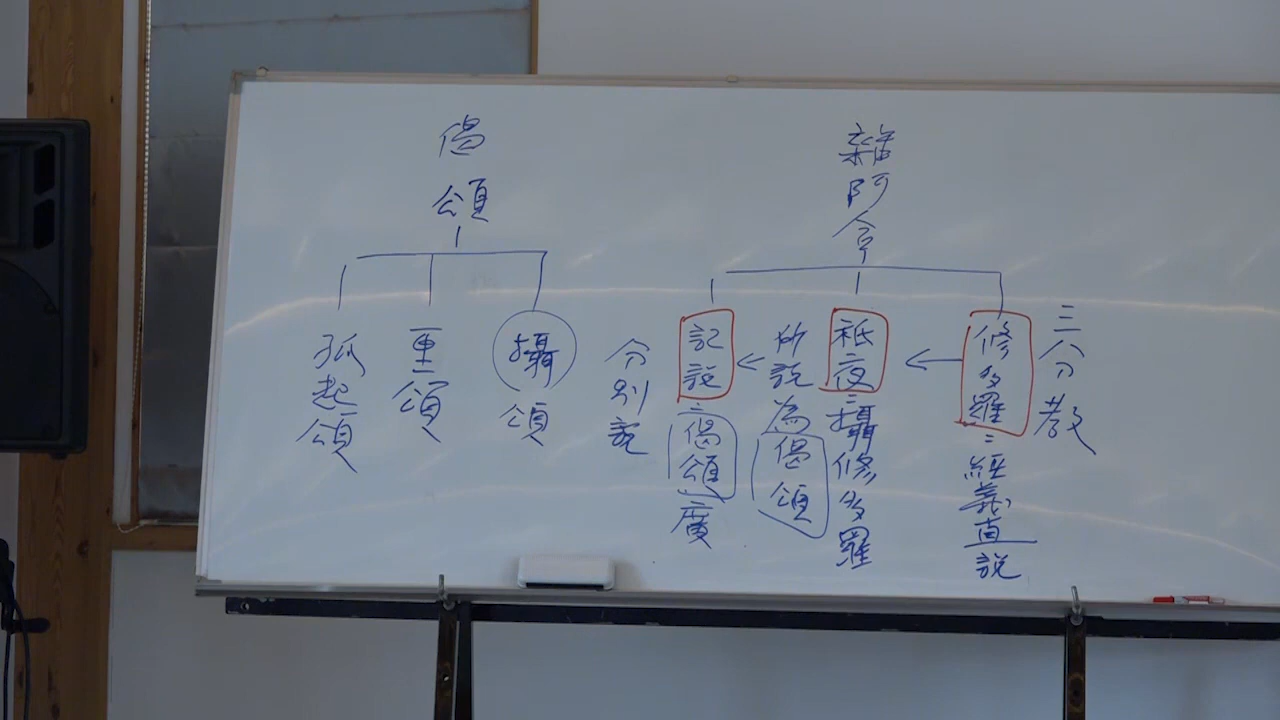 雜阿含
三分教
修多羅:經義直說
祇夜:攝修多羅
所說為偈頌
記說:偈頌廣
分別說
偈頌
攝頌
重頌
孤起頌